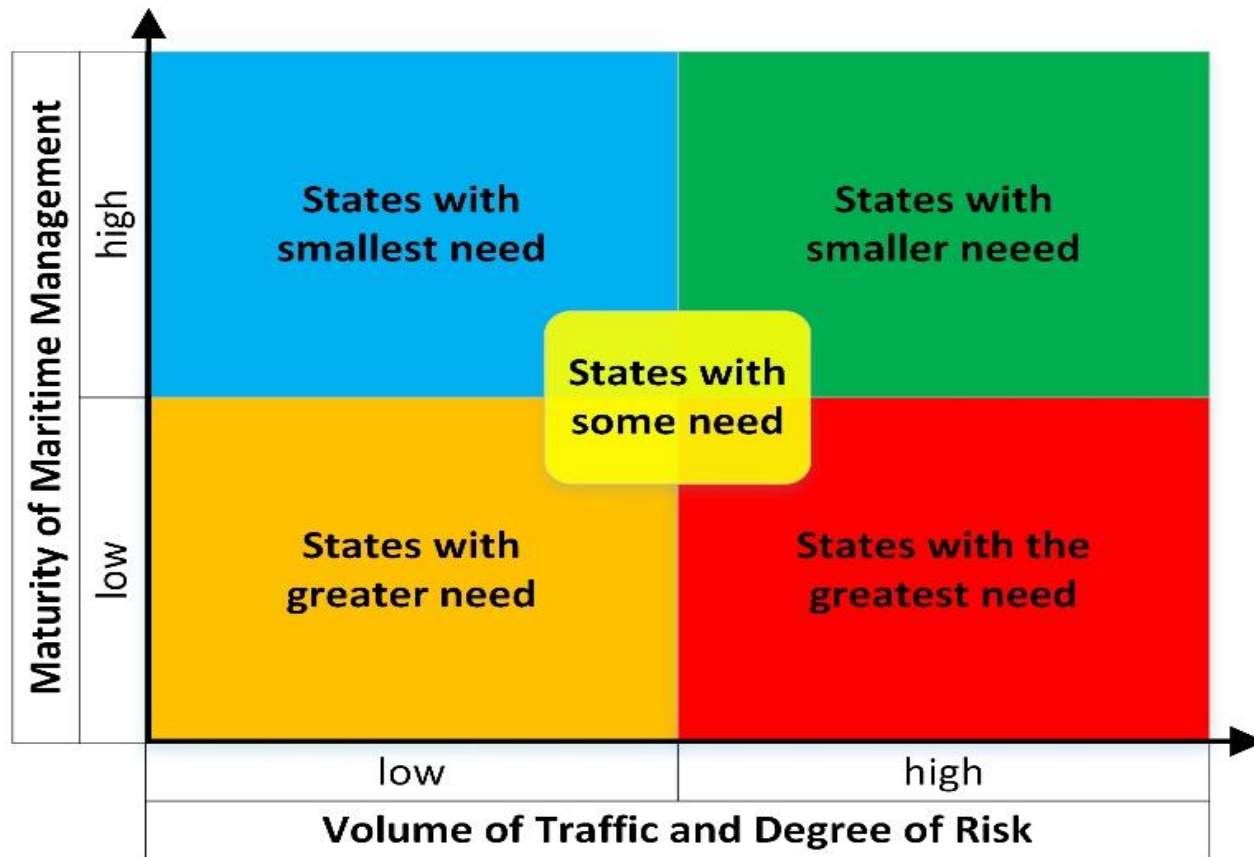 Maturity of Maritime Management
high
low
States with
smallest need
States with
smaller neeed
States with
some need
States with
greater need
States with the
greatest need
low
high
Volume of Traffic and Degree of Risk